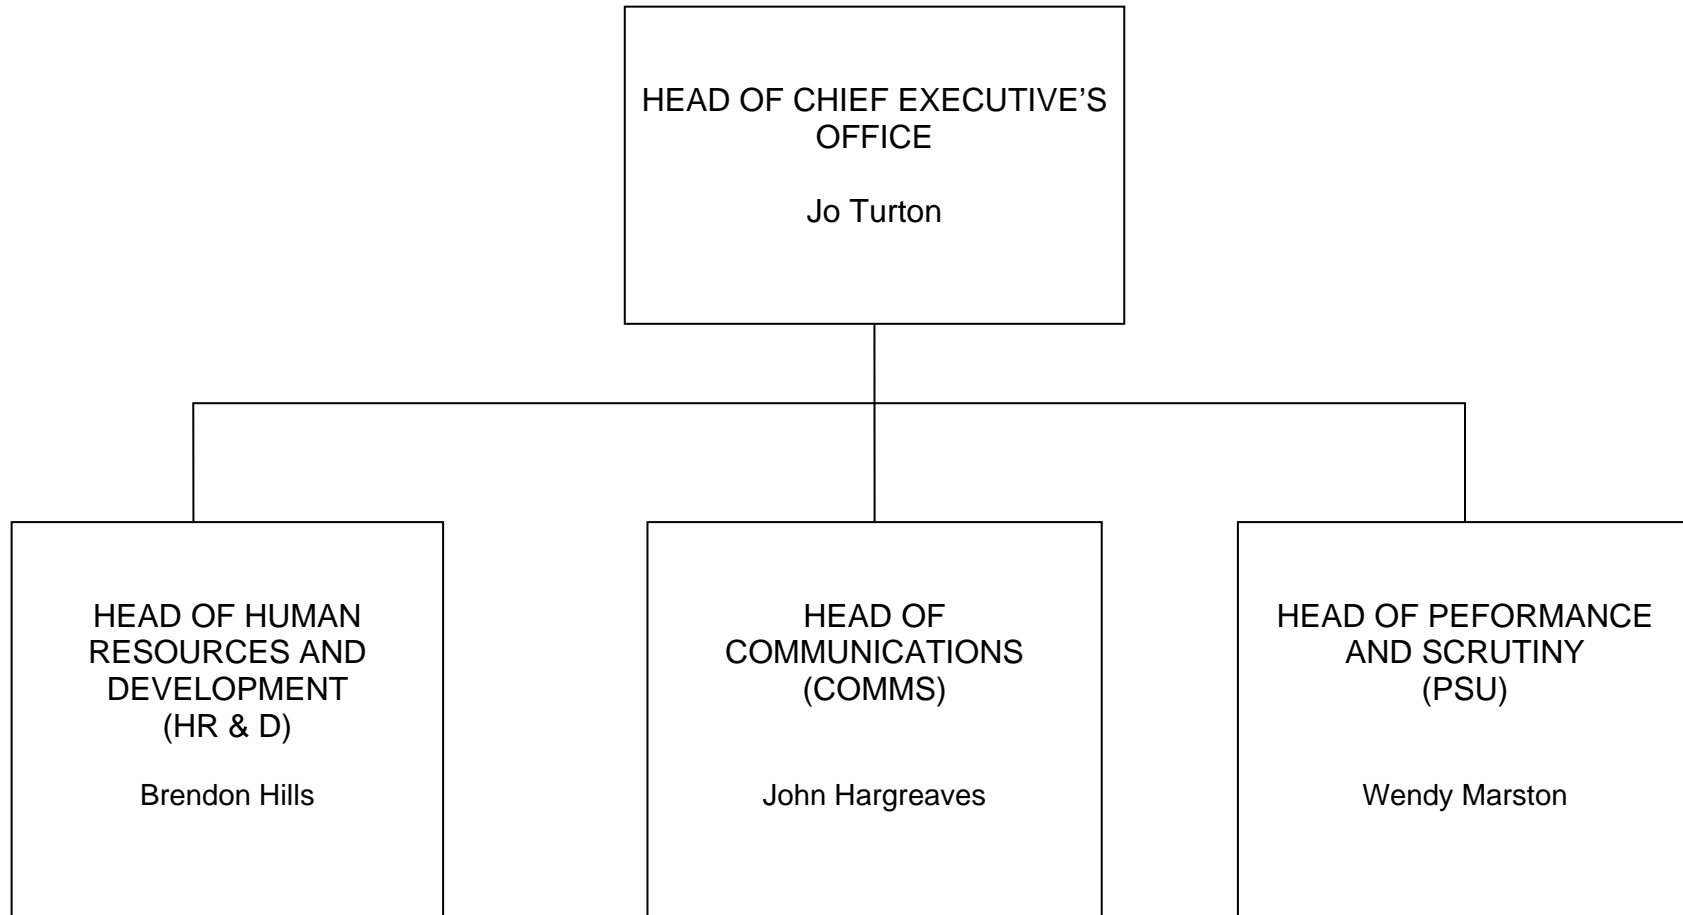 HEAD OF CHIEF EXECUTIVE’S
OFFICE
Jo Turton
HEAD OF HUMAN
RESOURCES AND
DEVELOPMENT
(HR & D)
Brendon Hills
HEAD OF
COMMUNICATIONS
(COMMS)
John Hargreaves
HEAD OF PEFORMANCE
AND SCRUTINY
(PSU)
Wendy Marston